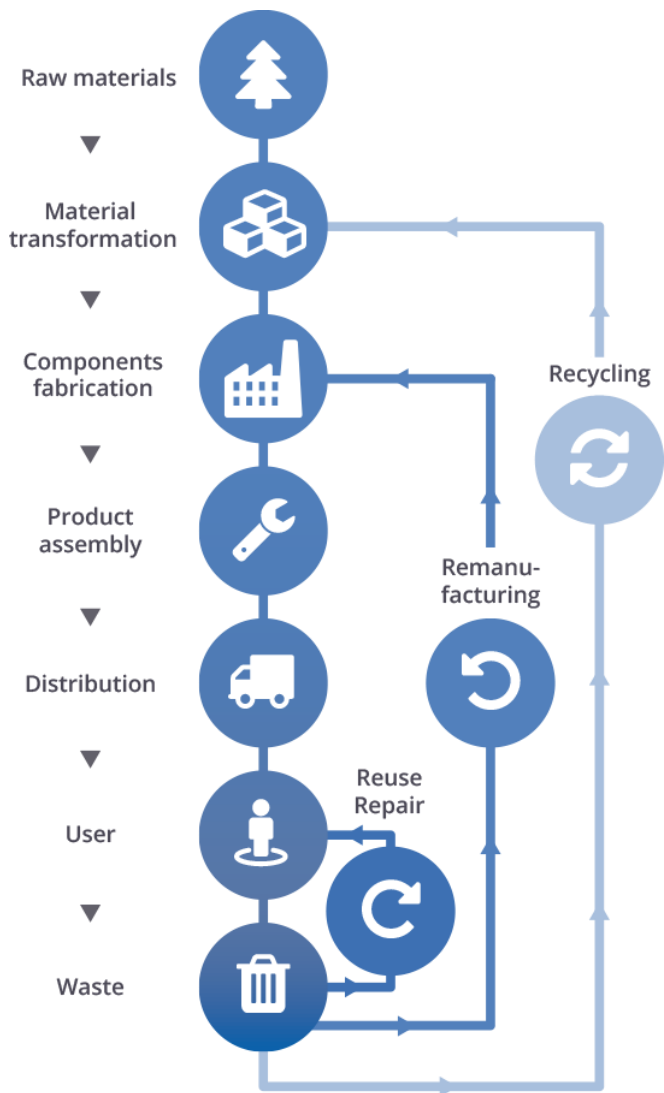 Raw materials
Material
transformation
Components
fabrication
Recycling
Product
assembly
Remanu-
facturing
Distribution
Reuse
Repair
User
Waste